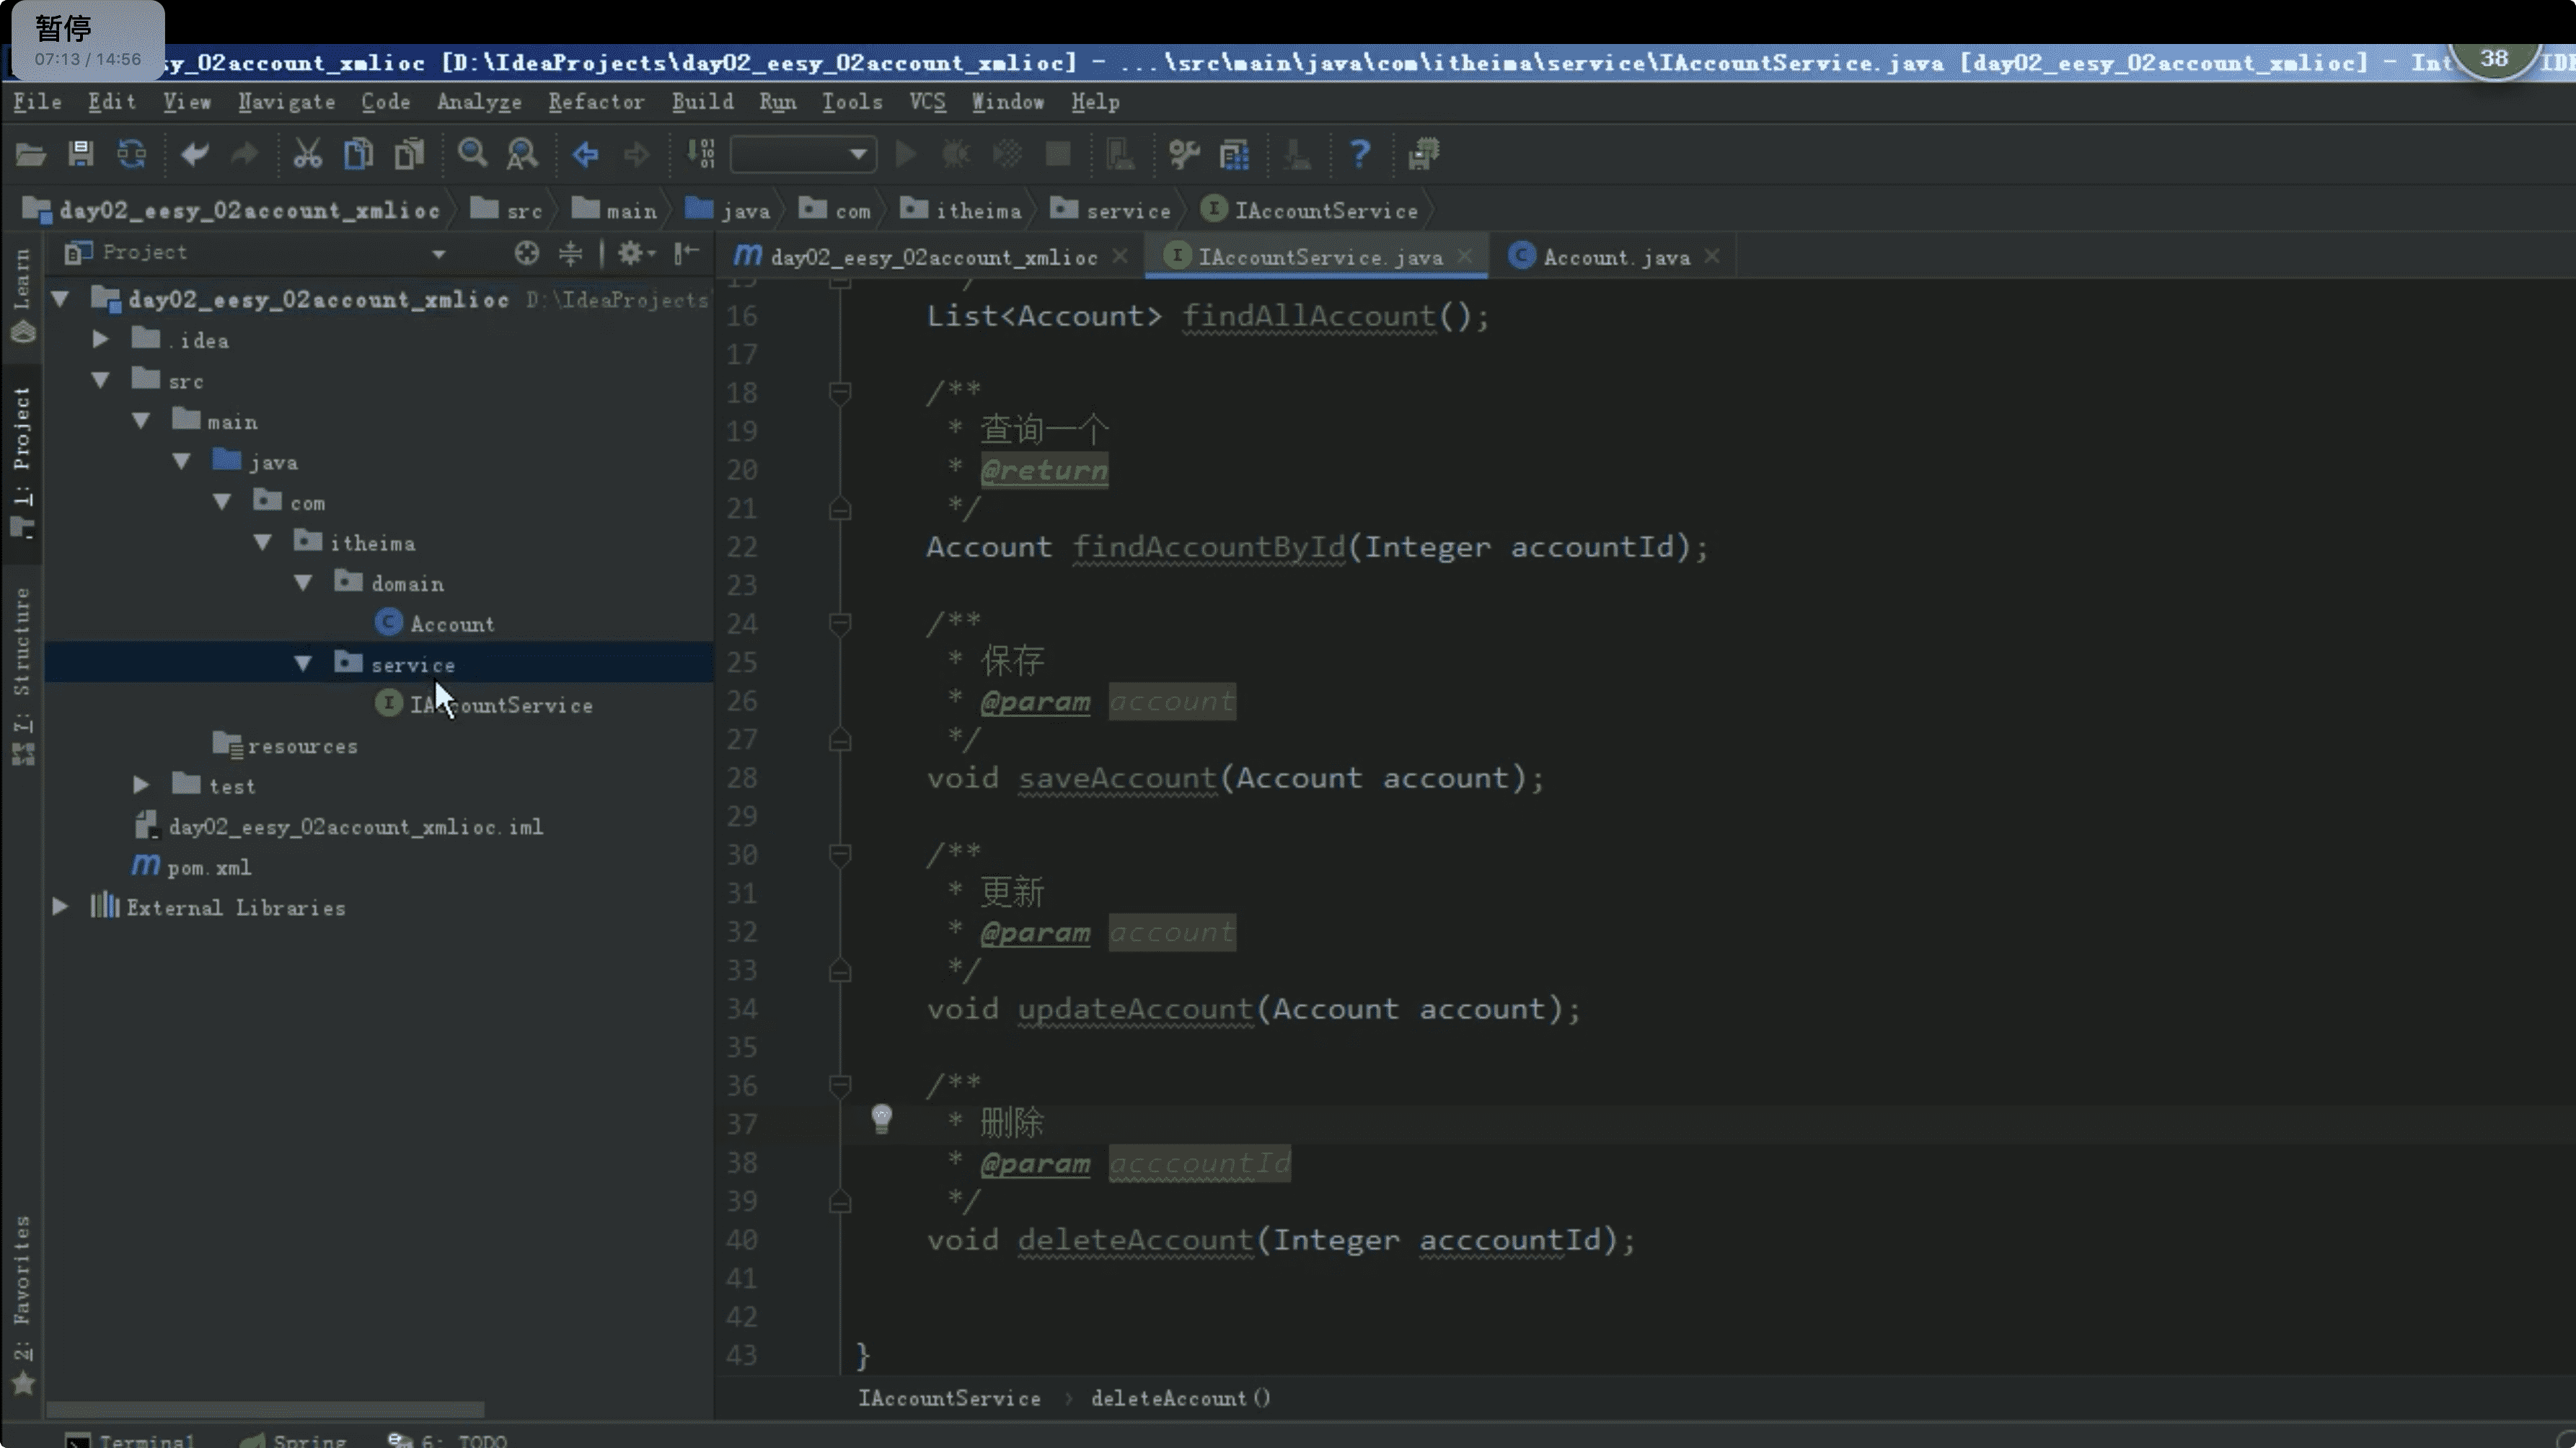 暂停
07:13 / 14:56
y_02account_xmlioc [D:\IdeaProjects\day02_eesy_02account_xmlioc] - ...\src\main\java\com\itheima\service\IAccountService.java [day02_eesy_02account_xmlioc] - Int
38
File Edit View Navigate Code Analyze Refactor Build Run Tools VCS Window Help
day02_eesy_02account_xmlioc src main java com itheima service IAccountService
Project
day02_eesy_02account_xmlioc IAccountService.java Account.java
Learn
1: Project
7: Structure
2: Favorites
day02_eesy_02account_xmlioc D:\IdeaProjects
.idea
src
main
java
com
itheima
domain
Account
service
IAccountService
resources
test
day02_eesy_02account_xmlioc.iml
pom.xml
External Libraries
16 List<Account> findAllAccount();
17
18 /**
19 * 查询一个
20 * @return
21 */
22 Account findAccountById(Integer accountId);
23
24 /**
25 * 保存
26 * @param account
27 */
28 void saveAccount(Account account);
29
30 /**
31 * 更新
32 * @param account
33 */
34 void updateAccount(Account account);
35
36 /**
37 * 删除
38 * @param acccountId
39 */
40 void deleteAccount(Integer acccountId);
41
42
43 }
IAccountService > deleteAccount()
Terminal Spring 6: TODO